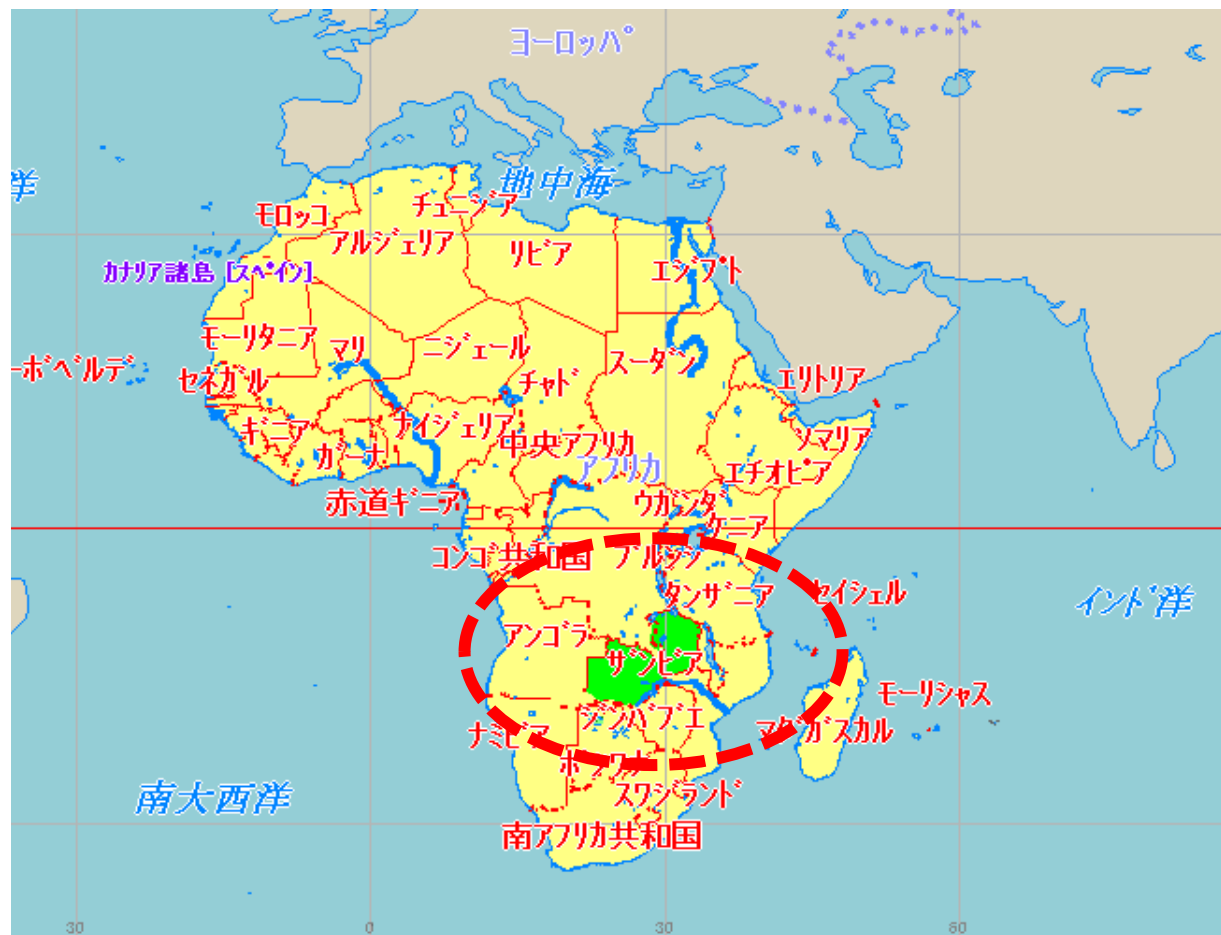 ヨーロッパ
洋
地中海
モロッコ
チュニジア
アルジェリア
リビア
エジプト
カナリア諸島 [スペイン]
モーリタニア
マリ
ニジェール
スーダン
ーボベルデ
セネガル
チャド
エリトリア
ギニア
ナイジェリア
中央アフリカ
ソマリア
ガーナ
アフリカ
エチオピア
赤道ギニア
ウガンダ
ケニア
コンゴ共和国
ブルンジ
タンザニア
セイシェル
インド洋
アンゴラ
ザンビア
モーリシャス
ナミビア
ジンバブエ
マダガスカル
ボツワナ
南大西洋
スワジランド
南アフリカ共和国
30
0
30
60